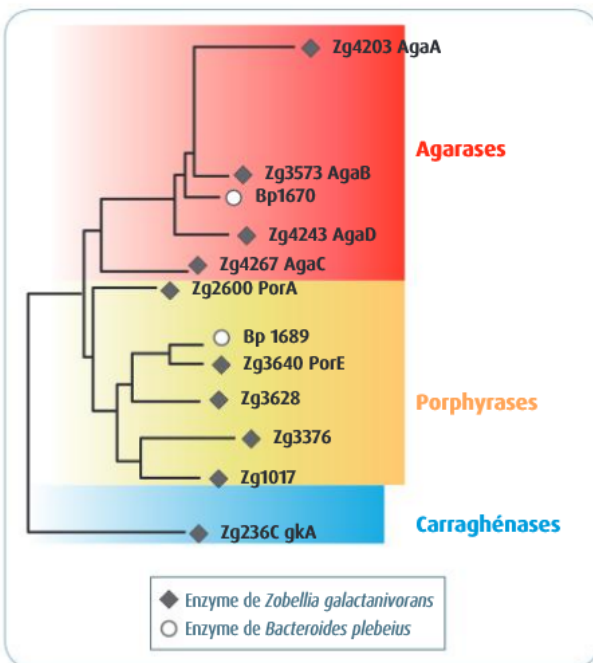 Zg4203 AgaA
Agarases
Zg3573 AgaB
Bp1670
Zg4243 AgaD
Zg4267 AgaC
Zg2600 PorA
Bp 1689
Zg3640 PorE
Zg3628
Porphyrases
Zg3376
Zg1017
Carraghénases
Zg236C gkA
Enzyme de Zobellia galactanivorans
Enzyme de Bacteroides plebeius